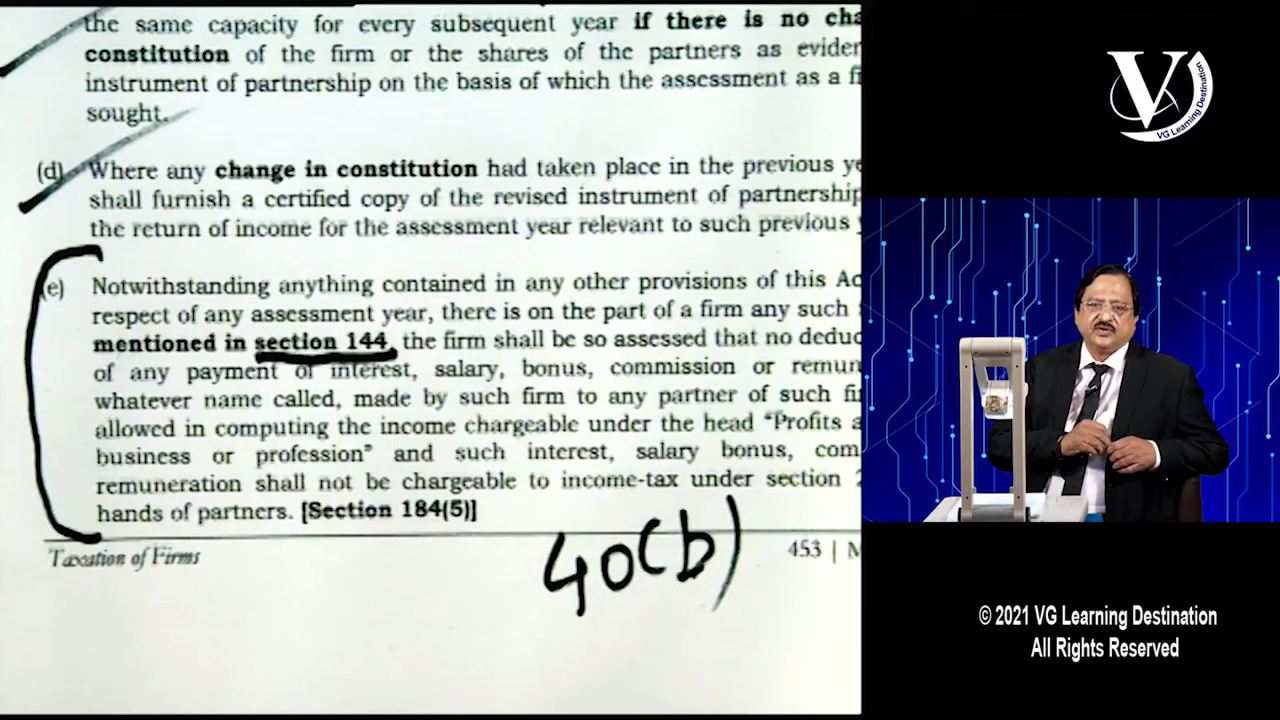 the same capacity for every subsequent year if there is no cha
constitution of the firm or the shares of the partners as eviden
instrument of partnership on the basis of which the assessment as a fi
sought.
(d) Where any change in constitution had taken place in the previous ye
shall furnish a certified copy of the revised instrument of partnership
the return of income for the assessment year relevant to such previous y
(e) Notwithstanding anything contained in any other provisions of this Ac
respect of any assessment year, there is on the part of a firm any such
mentioned in section 144, the firm shall be so assessed that no deduc
of any payment of interest, salary, bonus, commission or remun
whatever name called, made by such firm to any partner of such fi
allowed in computing the income chargeable under the head "Profits a
business or profession" and such interest, salary bonus, com
remuneration shall not be chargeable to income-tax under section 2
hands of partners. [Section 184(5)]
Taxation of Firms
453 | M
40(b)
V
VG Learning Destination
© 2021 VG Learning Destination
All Rights Reserved